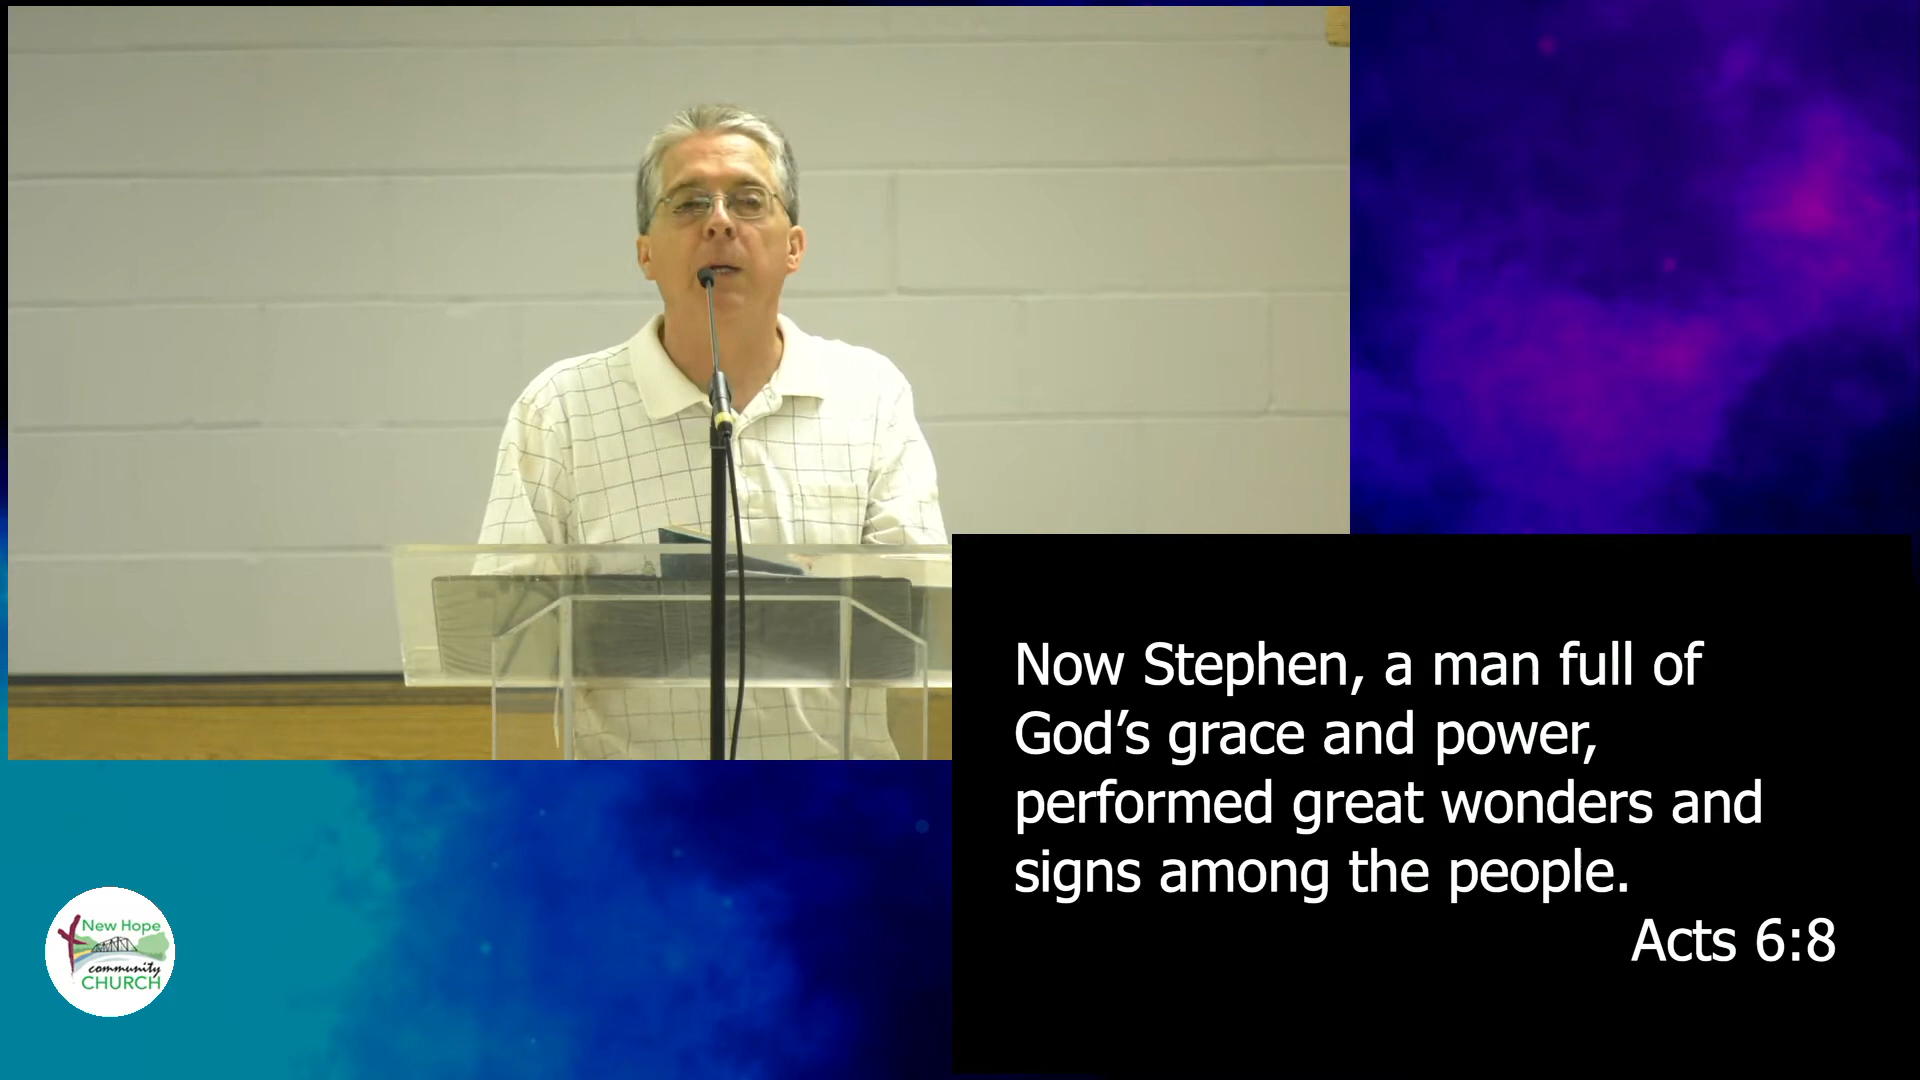 Now Stephen, a man full of
God’s grace and power,
performed great wonders and
signs among the people.
Acts 6:8
New Hope
community
CHURCH